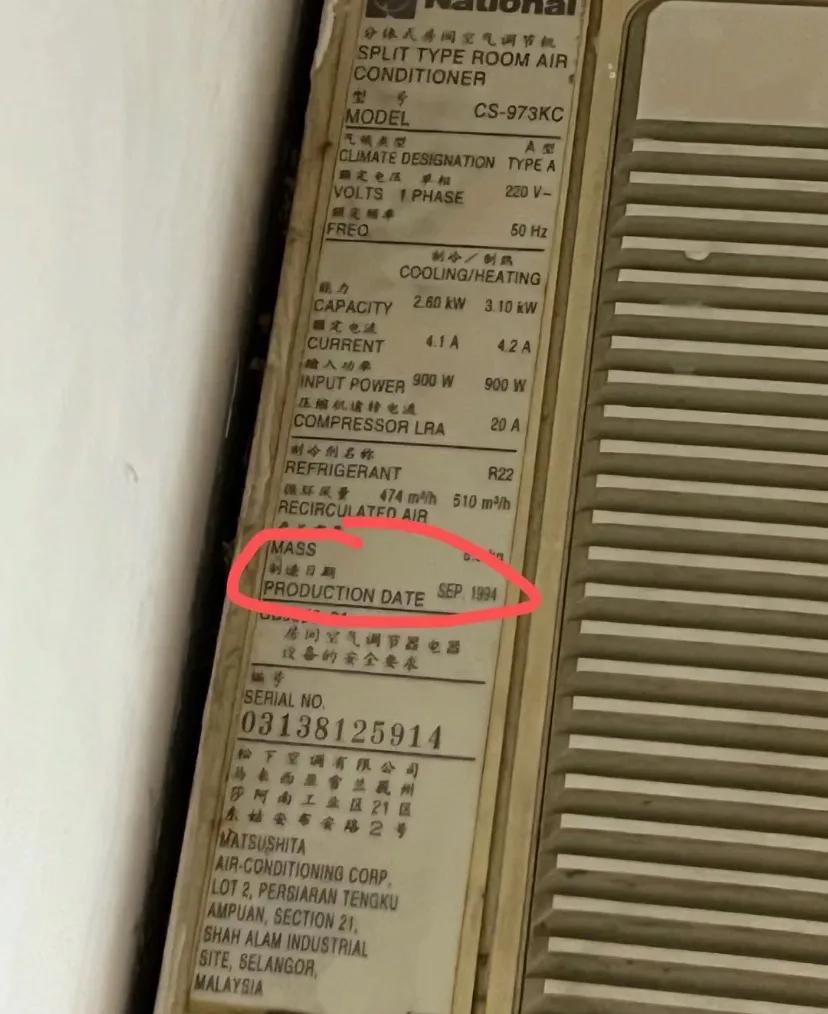 National
分体式房间空气调节机
SPLIT TYPE ROOM AIR
CONDITIONER
型号
MODEL CS-973KC
气候类型 A型
CLIMATE DESIGNATION TYPE A
额定电压 单相
VOLTS 1 PHASE 220 V~
额定频率
FREQ 50 Hz
制冷/制热
COOLING/HEATING
能力
CAPACITY 2.60 kW 3.10 kW
额定电流
CURRENT 4.1 A 4.2 A
输入功率
INPUT POWER 900 W 900 W
压缩机堵转电流
COMPRESSOR LRA 20 A
制冷剂名称
REFRIGERANT R22
循环风量 474 m³/h 510 m³/h
RECIRCULATED AIR
MASS
制造日期
PRODUCTION DATE SEP. 1994
房间空气调节器电器
设备的安全要求
编号
SERIAL NO.
03138125914
松下空调有限公司
马来西亚雪兰莪州
莎阿南工业区21区
东姑安布安路2号
MATSUSHITA
AIR-CONDITIONING CORP.
LOT 2, PERSIARAN TENGKU
AMPUAN, SECTION 21,
SHAH ALAM INDUSTRIAL
SITE, SELANGOR,
MALAYSIA